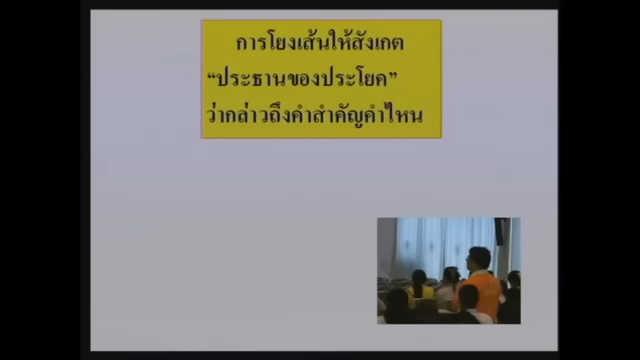 การโยงเส้นให้สังเกต
“ประธานของประโยค”
ว่ากล่าวถึงคำสำคัญคำไหน